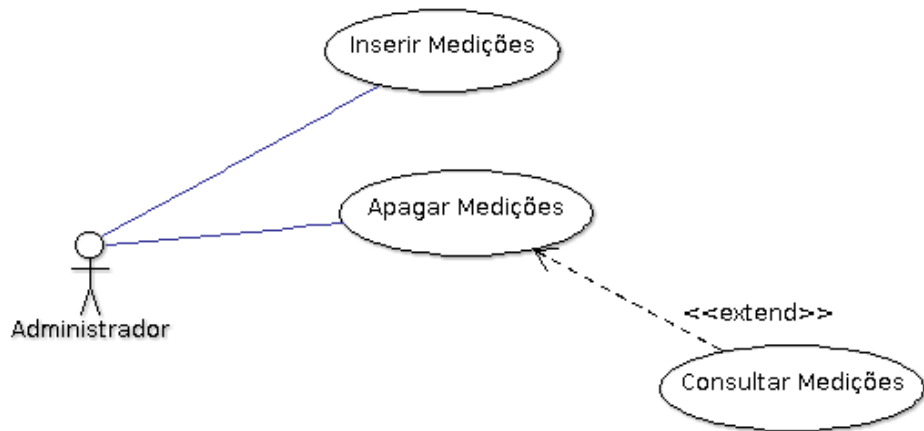 Inserir Medições
Apagar Medições
Administrador
<<extend>>
Consultar Medições